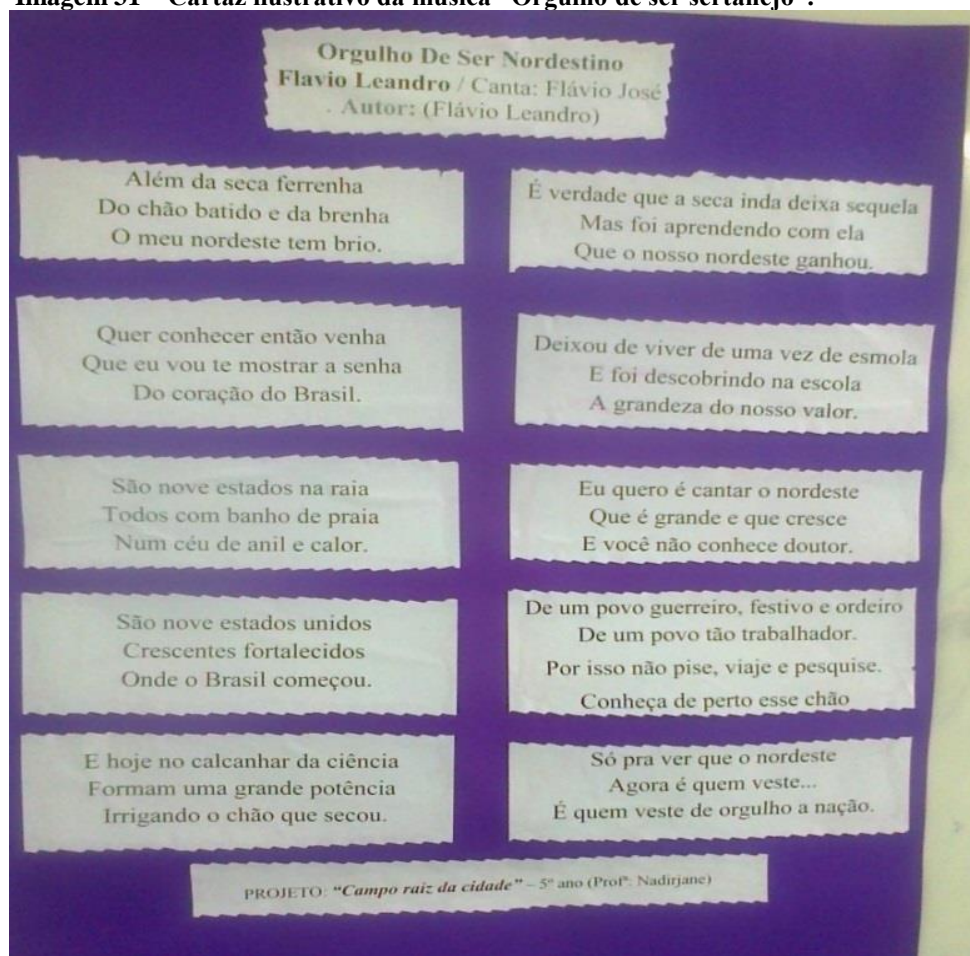 Imagem 31 – Cartaz ilustrativo da música "Orgulho de ser sertanejo".
Orgulho De Ser Nordestino
Flavio Leandro / Canta: Flávio José
. Autor: (Flávio Leandro)
Além da seca ferrenha
Do chão batido e da brenha
O meu nordeste tem brio.
Quer conhecer então venha
Que eu vou te mostrar a senha
Do coração do Brasil.
São nove estados na raia
Todos com banho de praia
Num céu de anil e calor.
São nove estados unidos
Crescentes fortalecidos
Onde o Brasil começou.
E hoje no calcanhar da ciência
Formam uma grande potência
Irrigando o chão que secou.
É verdade que a seca inda deixa sequela
Mas foi aprendendo com ela
Que o nosso nordeste ganhou.
Deixou de viver de uma vez de esmola
E foi descobrindo na escola
A grandeza do nosso valor.
Eu quero é cantar o nordeste
Que é grande e que cresce
E você não conhece doutor.
De um povo guerreiro, festivo e ordeiro
De um povo tão trabalhador.
Por isso não pise, viaje e pesquise.
Conheça de perto esse chão
Só pra ver que o nordeste
Agora é quem veste...
É quem veste de orgulho a nação.
PROJETO: "Campo raiz da cidade" – 5º ano (Profª: Nadirjane)